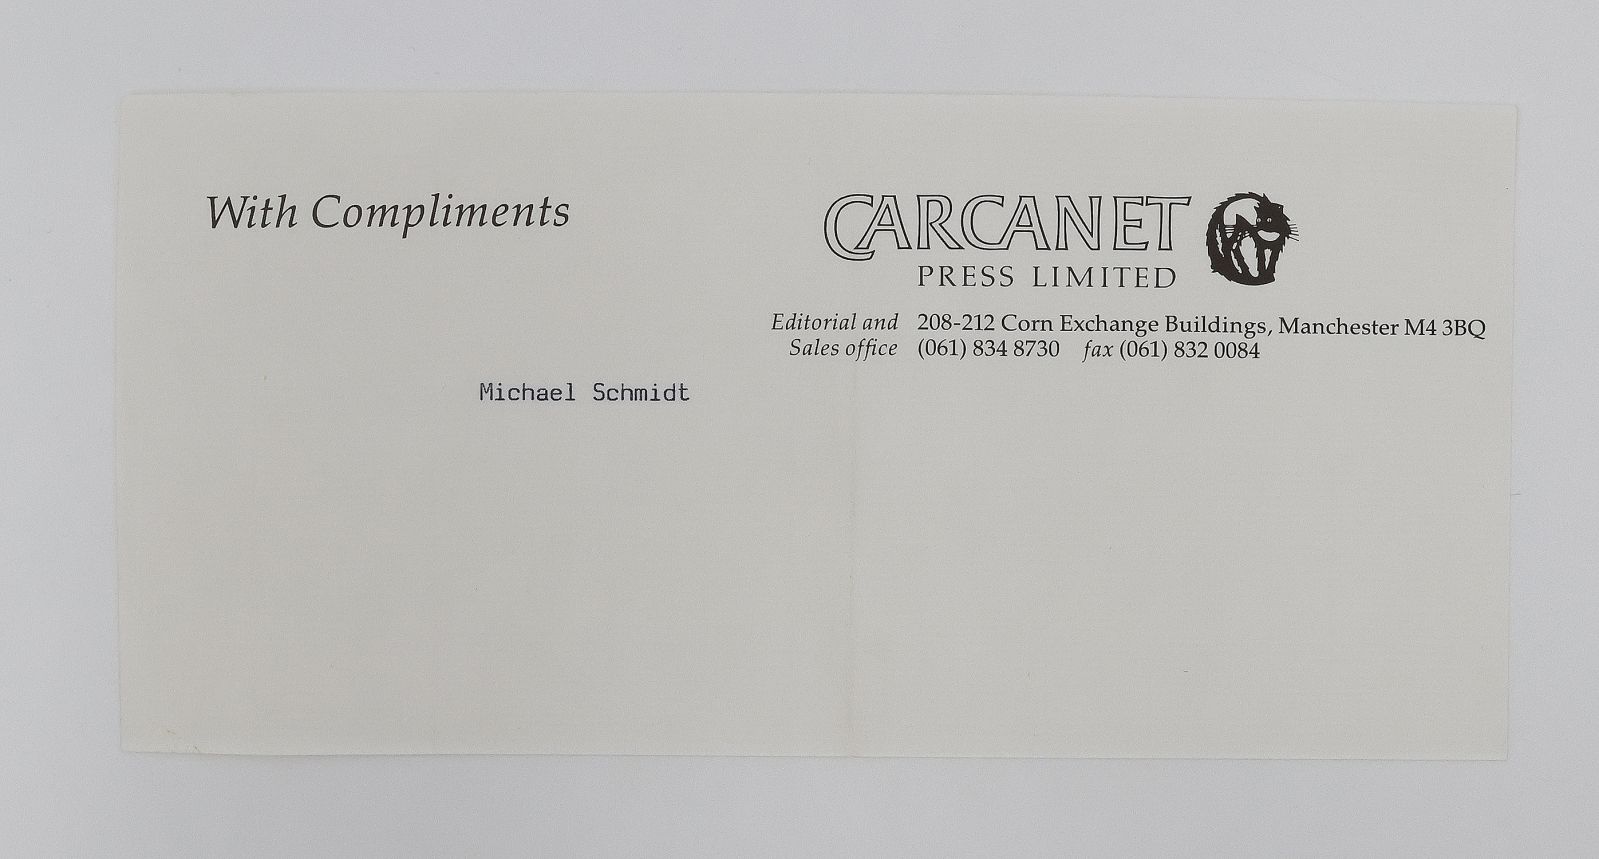 With Compliments
CARCANET
PRESS LIMITED
Editorial and 208-212 Corn Exchange Buildings, Manchester M4 3BQ
Sales office (061) 834 8730 fax (061) 832 0084
Michael Schmidt